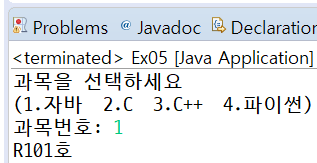 Problems @ Javadoc Declaration
<terminated> Ex05 [Java Application]
과목을 선택하세요
(1.자바 2.C 3.C++ 4.파이썬)
과목번호: 1
R101호